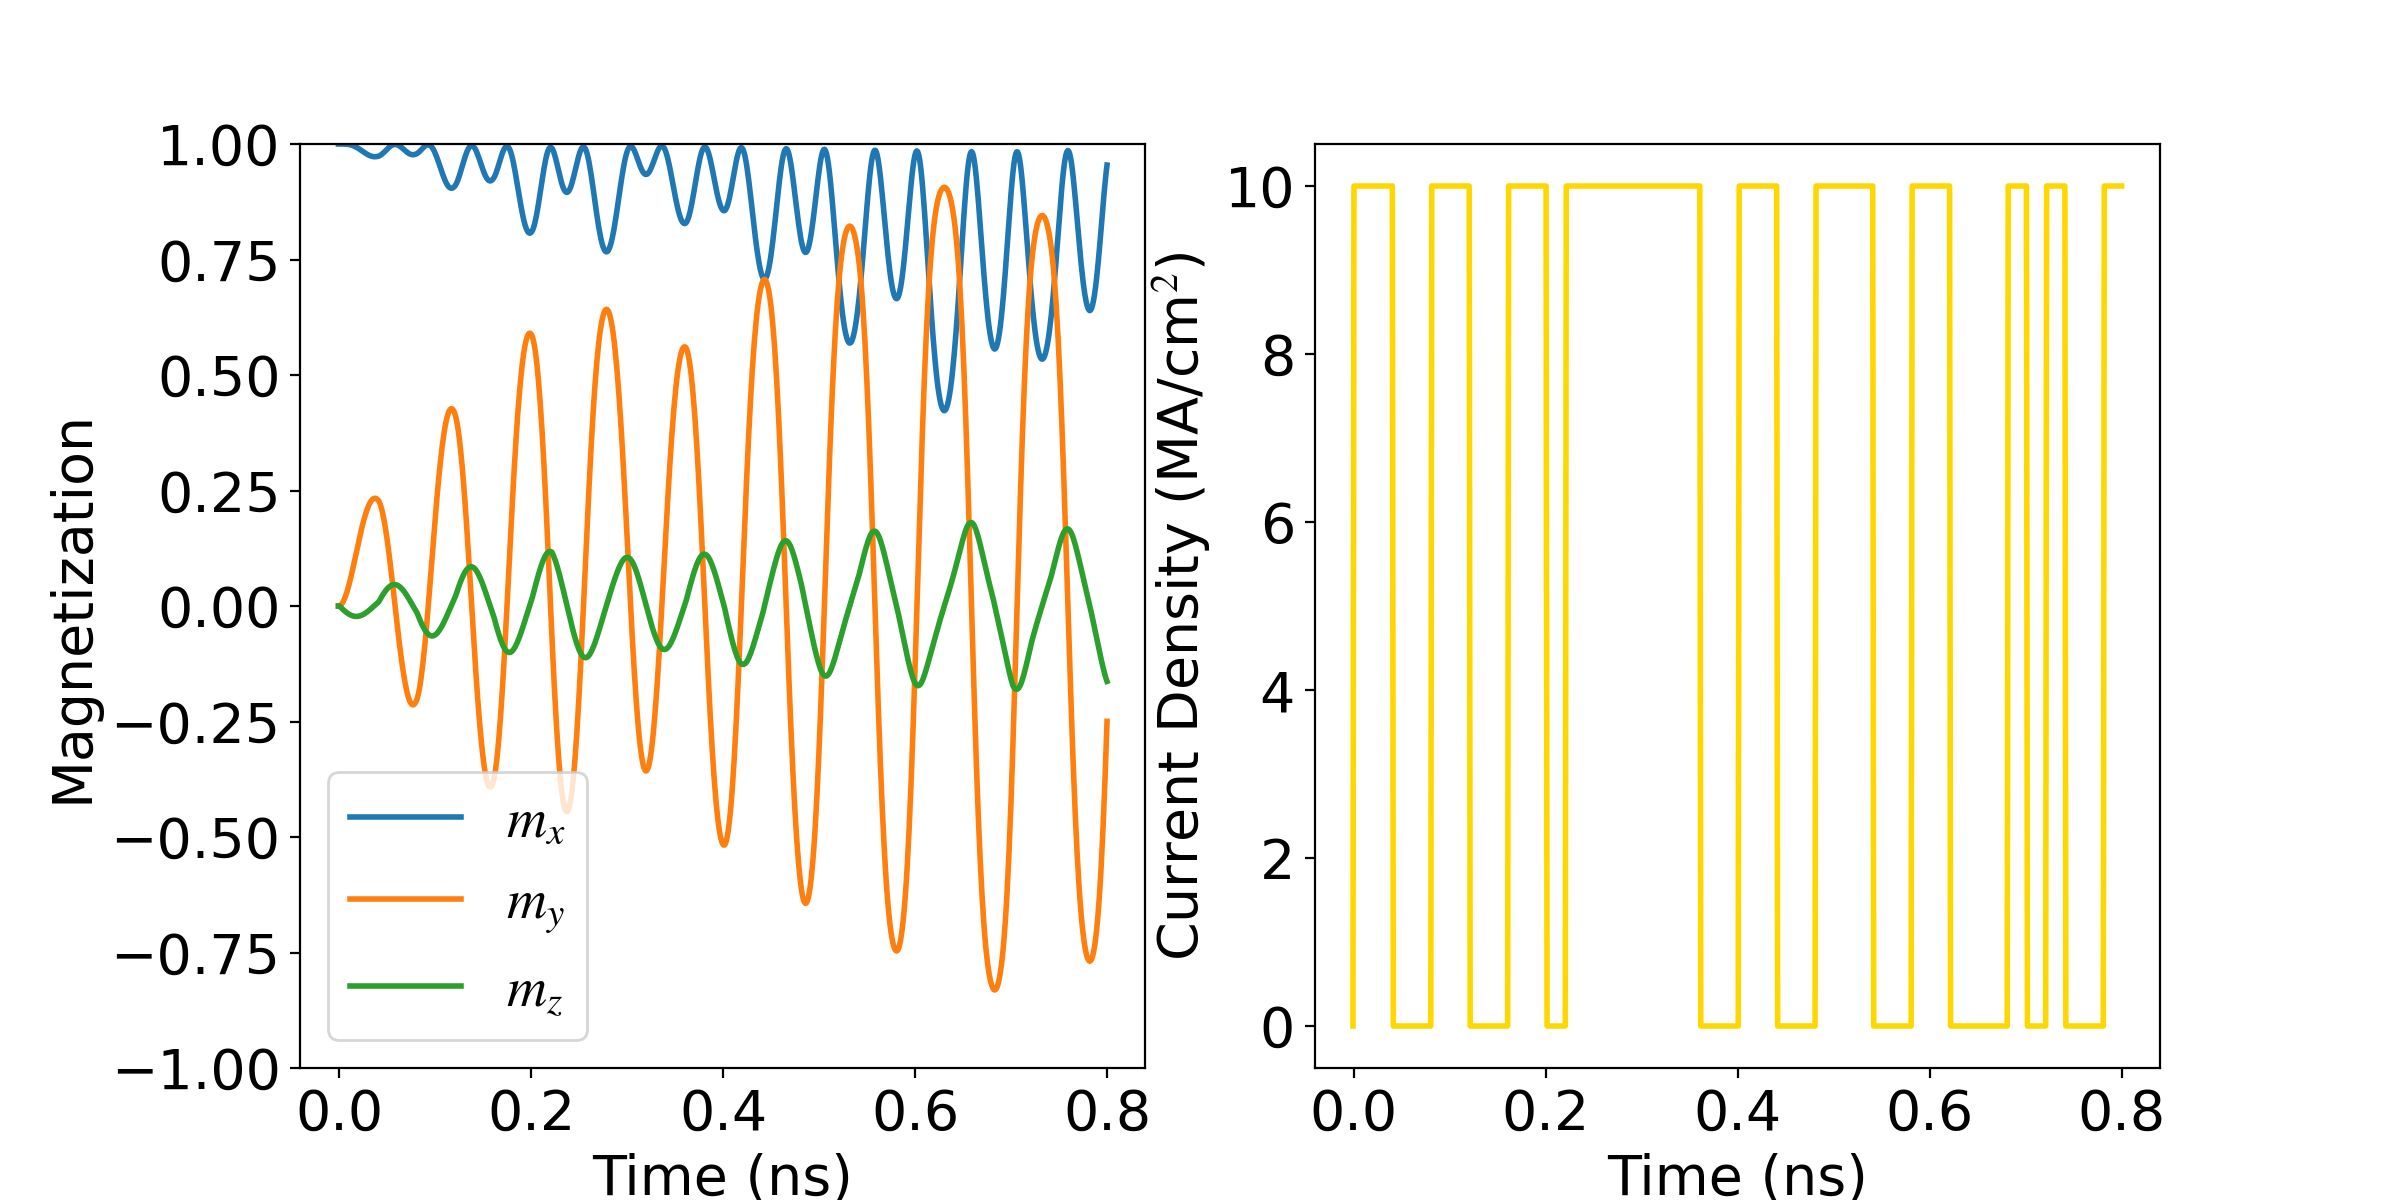 Magnetization
1.00
0.75
0.50
0.25
0.00
−0.25
−0.50
−0.75
−1.00
0.0 0.2 0.4 0.6 0.8
Time (ns)
m_x
m_y
m_z
Current Density (MA/cm²)
10
8
6
4
2
0
0.0 0.2 0.4 0.6 0.8
Time (ns)